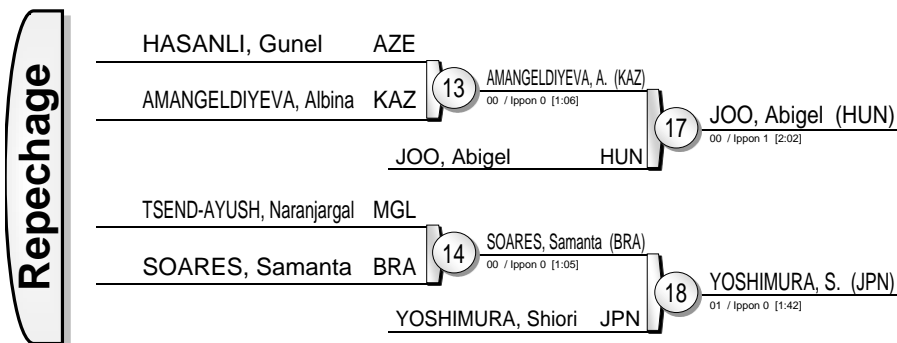 Repechage
HASANLI, Gunel AZE
AMANGELDIYEVA, Albina KAZ
13
AMANGELDIYEVA, A. (KAZ)
00 / Ippon 0 [1:06]
JOO, Abigel HUN
17
JOO, Abigel (HUN)
00 / Ippon 1 [2:02]
TSEND-AYUSH, Naranjargal MGL
SOARES, Samanta BRA
14
SOARES, Samanta (BRA)
00 / Ippon 0 [1:05]
YOSHIMURA, Shiori JPN
18
YOSHIMURA, S. (JPN)
01 / Ippon 0 [1:42]